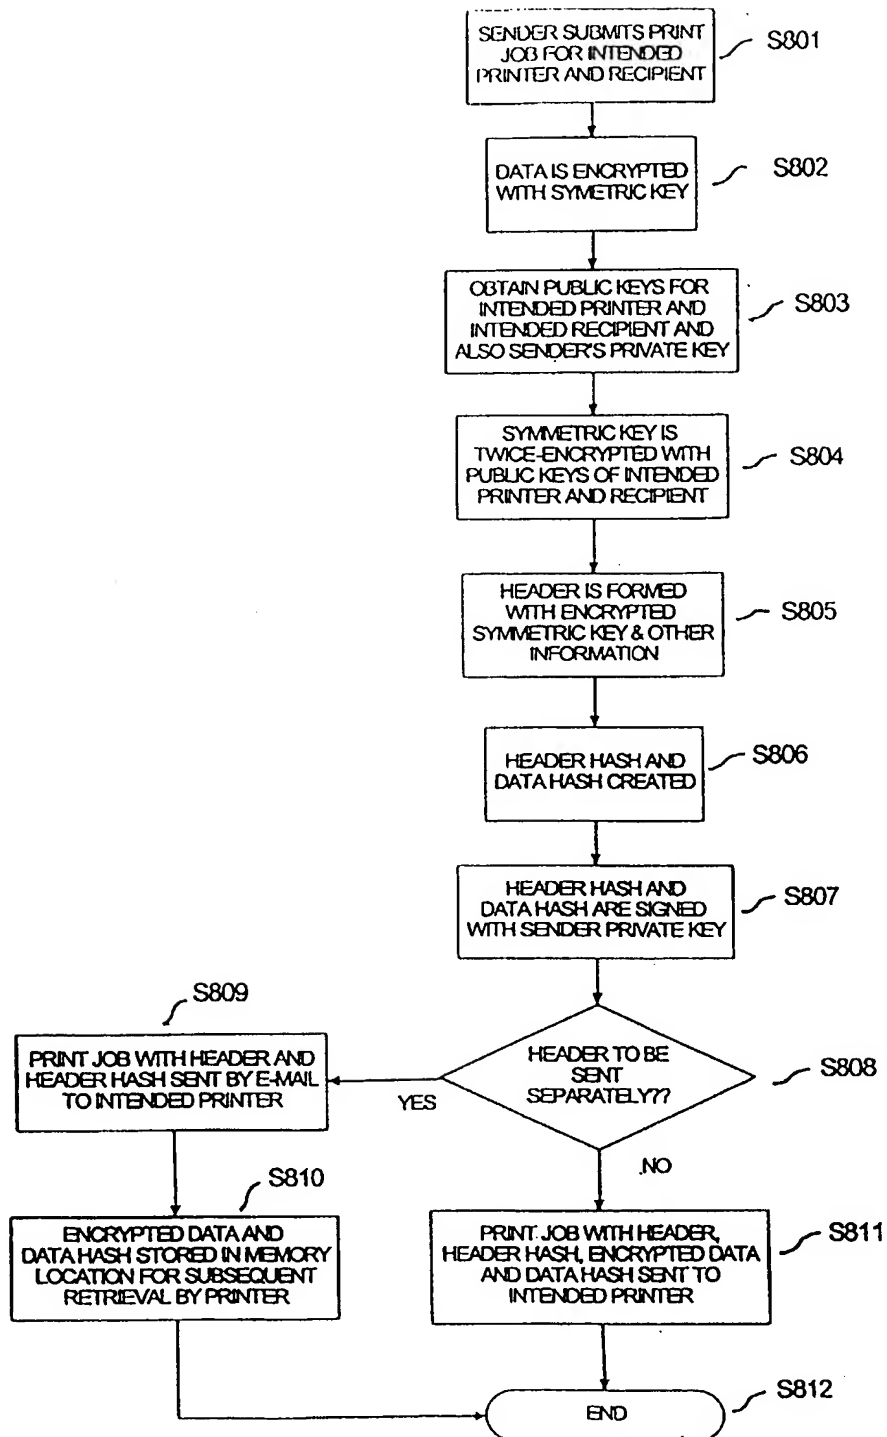 SENDER SUBMITS PRINT
JOB FOR INTENDED
PRINTER AND RECIPIENT
S801
DATA IS ENCRYPTED
WITH SYMETRIC KEY
S802
OBTAIN PUBLIC KEYS FOR
INTENDED PRINTER AND
INTENDED RECIPIENT AND
ALSO SENDER'S PRIVATE KEY
S803
SYMMETRIC KEY IS
TWICE-ENCRYPTED WITH
PUBLIC KEYS OF INTENDED
PRINTER AND RECIPIENT
S804
HEADER IS FORMED
WITH ENCRYPTED
SYMMETRIC KEY & OTHER
INFORMATION
S805
HEADER HASH AND
DATA HASH CREATED
S806
HEADER HASH AND
DATA HASH ARE SIGNED
WITH SENDER PRIVATE KEY
S807
HEADER TO BE
SENT
SEPARATELY??
S808
YES
NO
S809
PRINT JOB WITH HEADER AND
HEADER HASH SENT BY E-MAIL
TO INTENDED PRINTER
S810
ENCRYPTED DATA AND
DATA HASH STORED IN MEMORY
LOCATION FOR SUBSEQUENT
RETRIEVAL BY PRINTER
PRINT JOB WITH HEADER,
HEADER HASH, ENCRYPTED DATA
AND DATA HASH SENT TO
INTENDED PRINTER
S811
END
S812